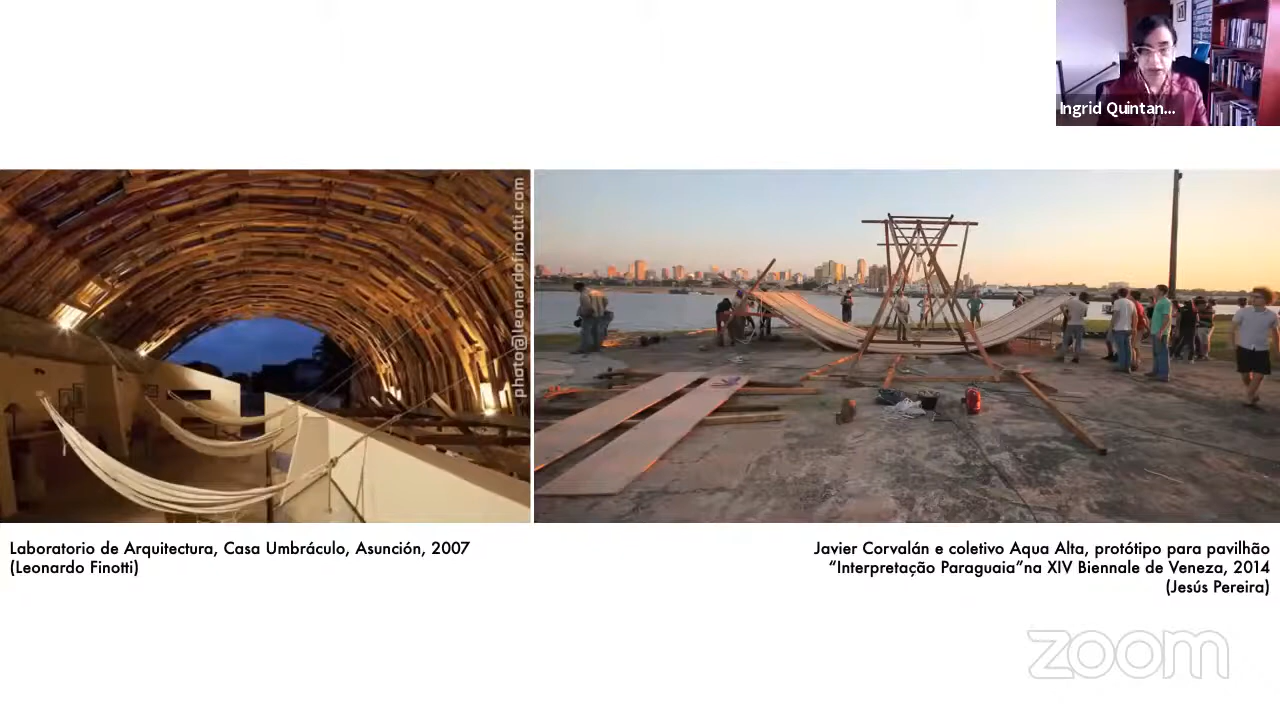 Ingrid Quintan...
photo@leonardofinotti.com
Laboratorio de Arquitectura, Casa Umbráculo, Asunción, 2007
(Leonardo Finotti)
Javier Corvalán e coletivo Aqua Alta, protótipo para pavilhão
“Interpretação Paraguaia”na XIV Biennale de Veneza, 2014
(Jesús Pereira)
zoom